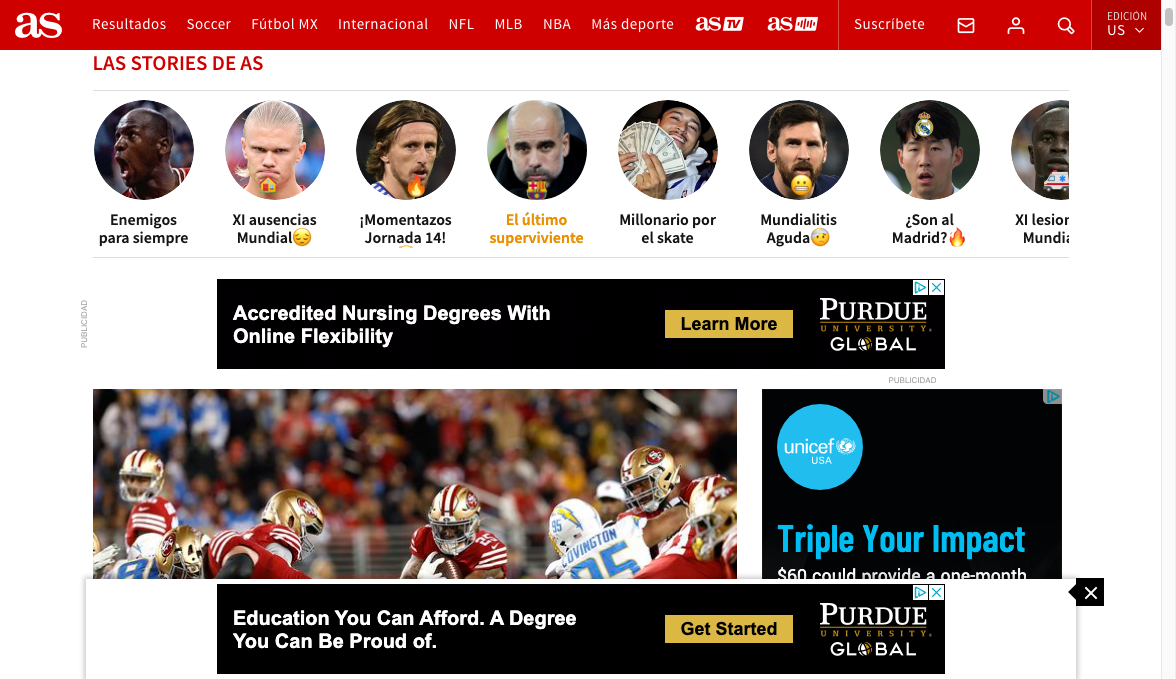 as
Resultados
Soccer
Fútbol MX
Internacional
NFL
MLB
NBA
Más deporte
as TV
as
Suscríbete
EDICIÓN
US
LAS STORIES DE AS
Enemigos
para siempre
XI ausencias
Mundial😔
¡Momentazos
Jornada 14!
El último
superviviente
Millonario por
el skate
Mundialitis
Aguda🤕
¿Son al
Madrid?🔥
XI lesion
Mundia
PUBLICIDAD
Accredited Nursing Degrees With
Online Flexibility
Learn More
PURDUE
UNIVERSITY®
GLOBAL
PUBLICIDAD
COVINGTON
95
95
unicef
USA
Triple Your Impact
$60 could provide a one-month
Education You Can Afford. A Degree
You Can Be Proud of.
Get Started
PURDUE
UNIVERSITY®
GLOBAL